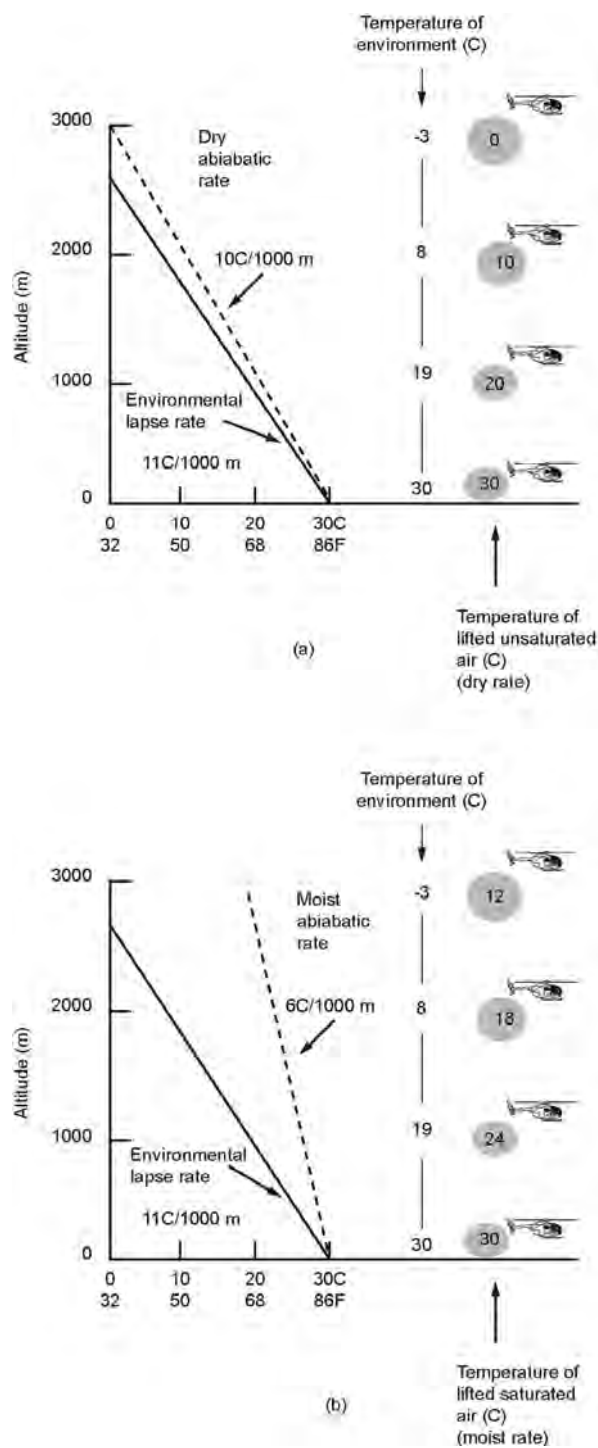 Temperature of
environment (C)
3000
Dry
abiabatic
rate
-3
0
2000
10C/1000 m
8
10
Altitude (m)
1000
Environmental
lapse rate
19
20
11C/1000 m
30
30
0
0 10 20 30C
32 50 68 86F
Temperature of
lifted unsaturated
air (C)
(dry rate)
(a)
Temperature of
environment (C)
3000
Moist
abiabatic
rate
-3
12
2000
6C/1000 m
8
18
Altitude (m)
1000
Environmental
lapse rate
19
24
11C/1000 m
30
30
0
0 10 20 30C
32 50 68 86F
Temperature of
lifted saturated
air (C)
(moist rate)
(b)